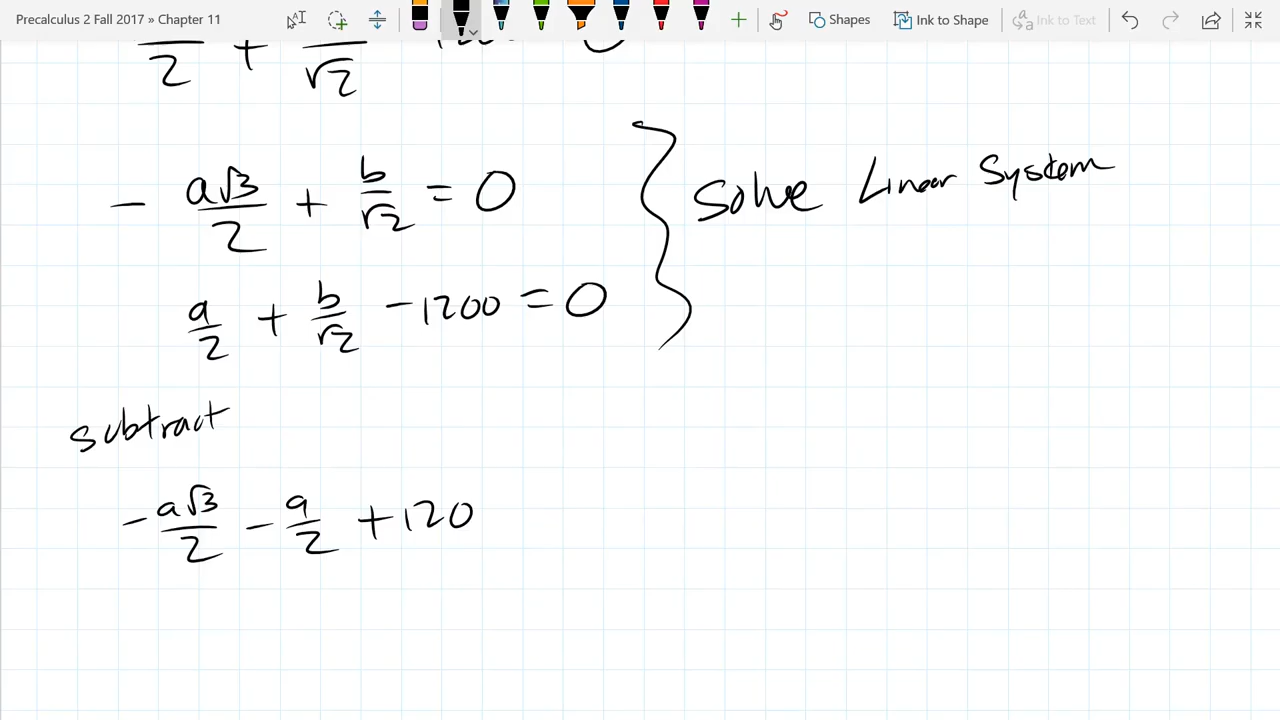 Precalculus 2 Fall 2017 » Chapter 11
Shapes
Ink to Shape
Ink to Text
2 + √2
- a√3/2 + b/√2 = 0
a/2 + b/√2 - 1200 = 0
Solve Linear System
subtract
- a√3/2 - a/2 + 120